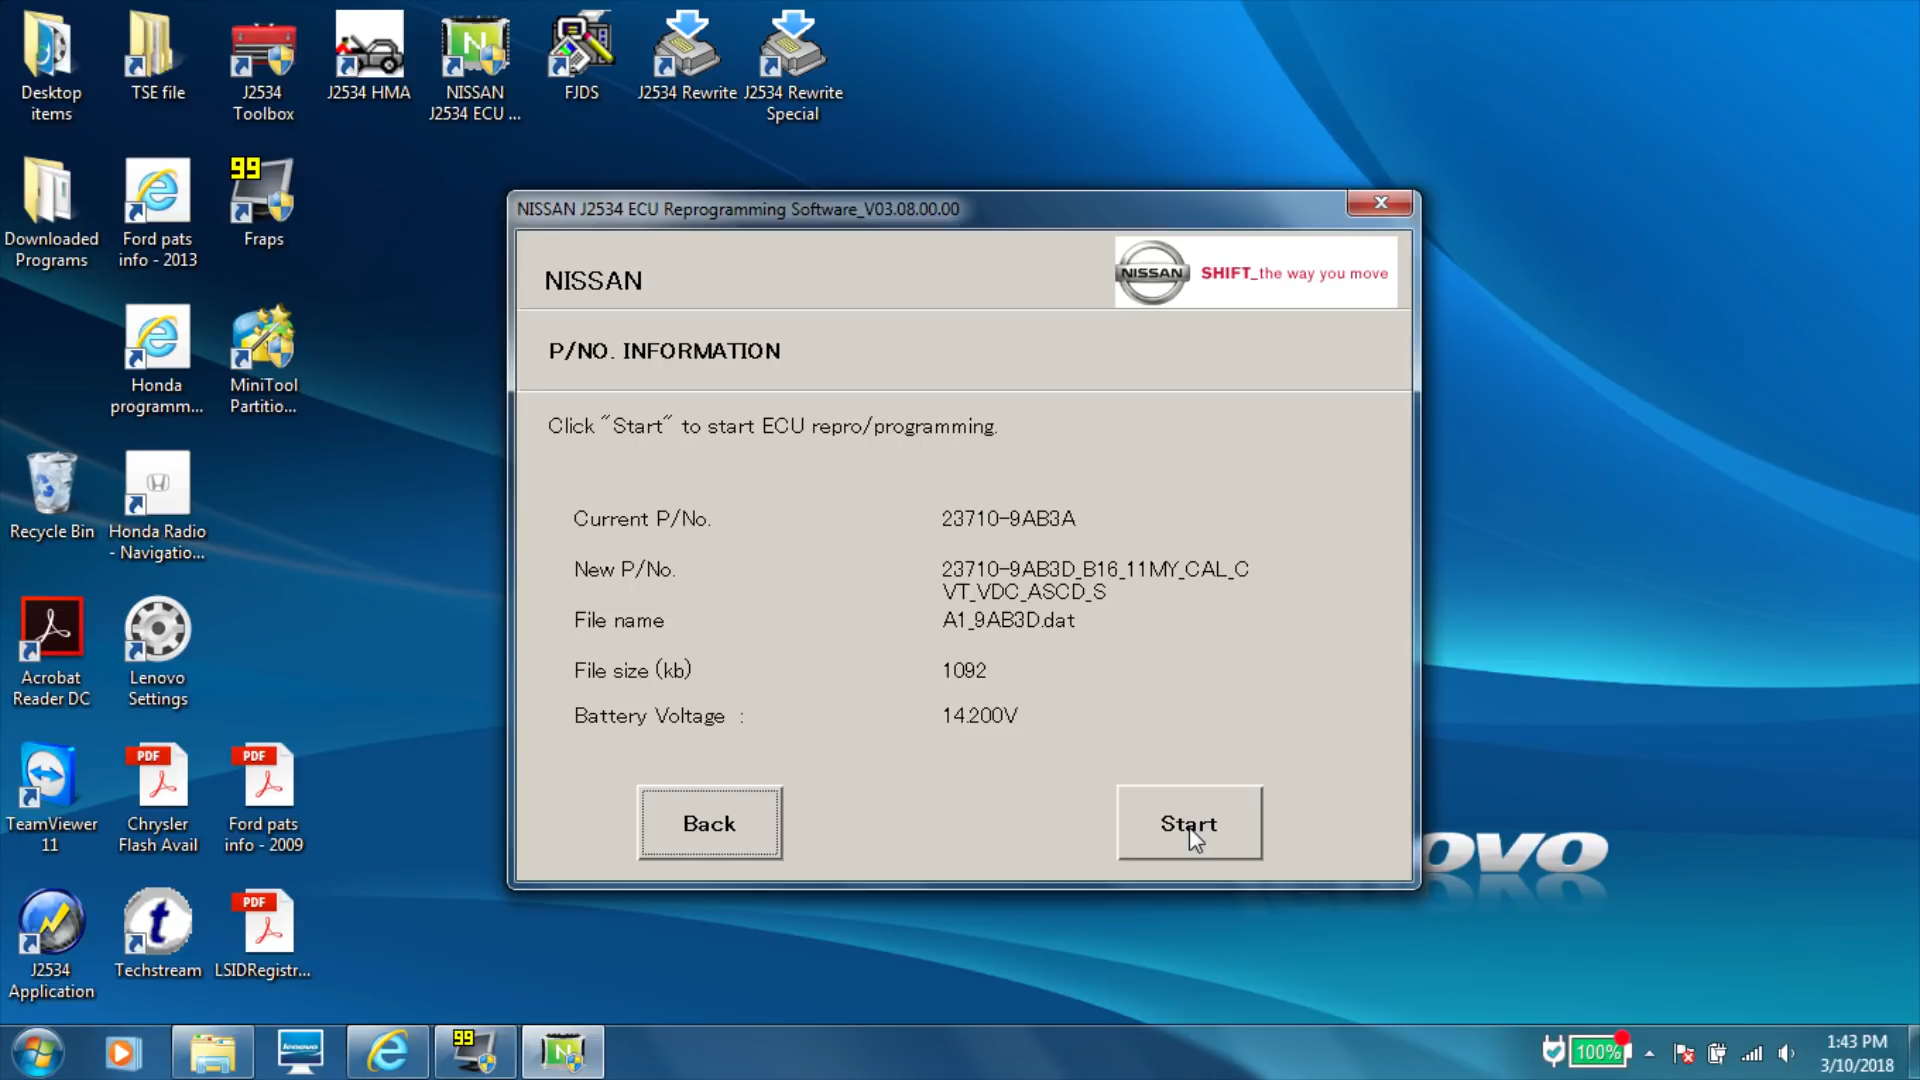 Desktop
items
TSE file
J2534
Toolbox
J2534 HMA
N
NISSAN
J2534 ECU ...
FJDS
J2534 Rewrite
J2534 Rewrite
Special
Downloaded
Programs
Ford pats
info - 2013
99
Fraps
Honda
programm...
MiniTool
Partitio...
Recycle Bin
Honda Radio
- Navigatio...
Acrobat
Reader DC
Lenovo
Settings
TeamViewer
11
PDF
Chrysler
Flash Avail
PDF
Ford pats
info - 2009
J2534
Application
t
Techstream
PDF
LSIDRegistr...
NISSAN J2534 ECU Reprogramming Software_V03.08.00.00
NISSAN
NISSAN SHIFT_the way you move
P/NO. INFORMATION
Click "Start" to start ECU repro/programming.
Current P/No. 23710-9AB3A
New P/No. 23710-9AB3D_B16_11MY_CAL_C
VT_VDC_ASCD_S
File name A1_9AB3D.dat
File size (kb) 1092
Battery Voltage : 14.200V
Back
Start
ovo
lenovo
99
N
100%
1:43 PM
3/10/2018